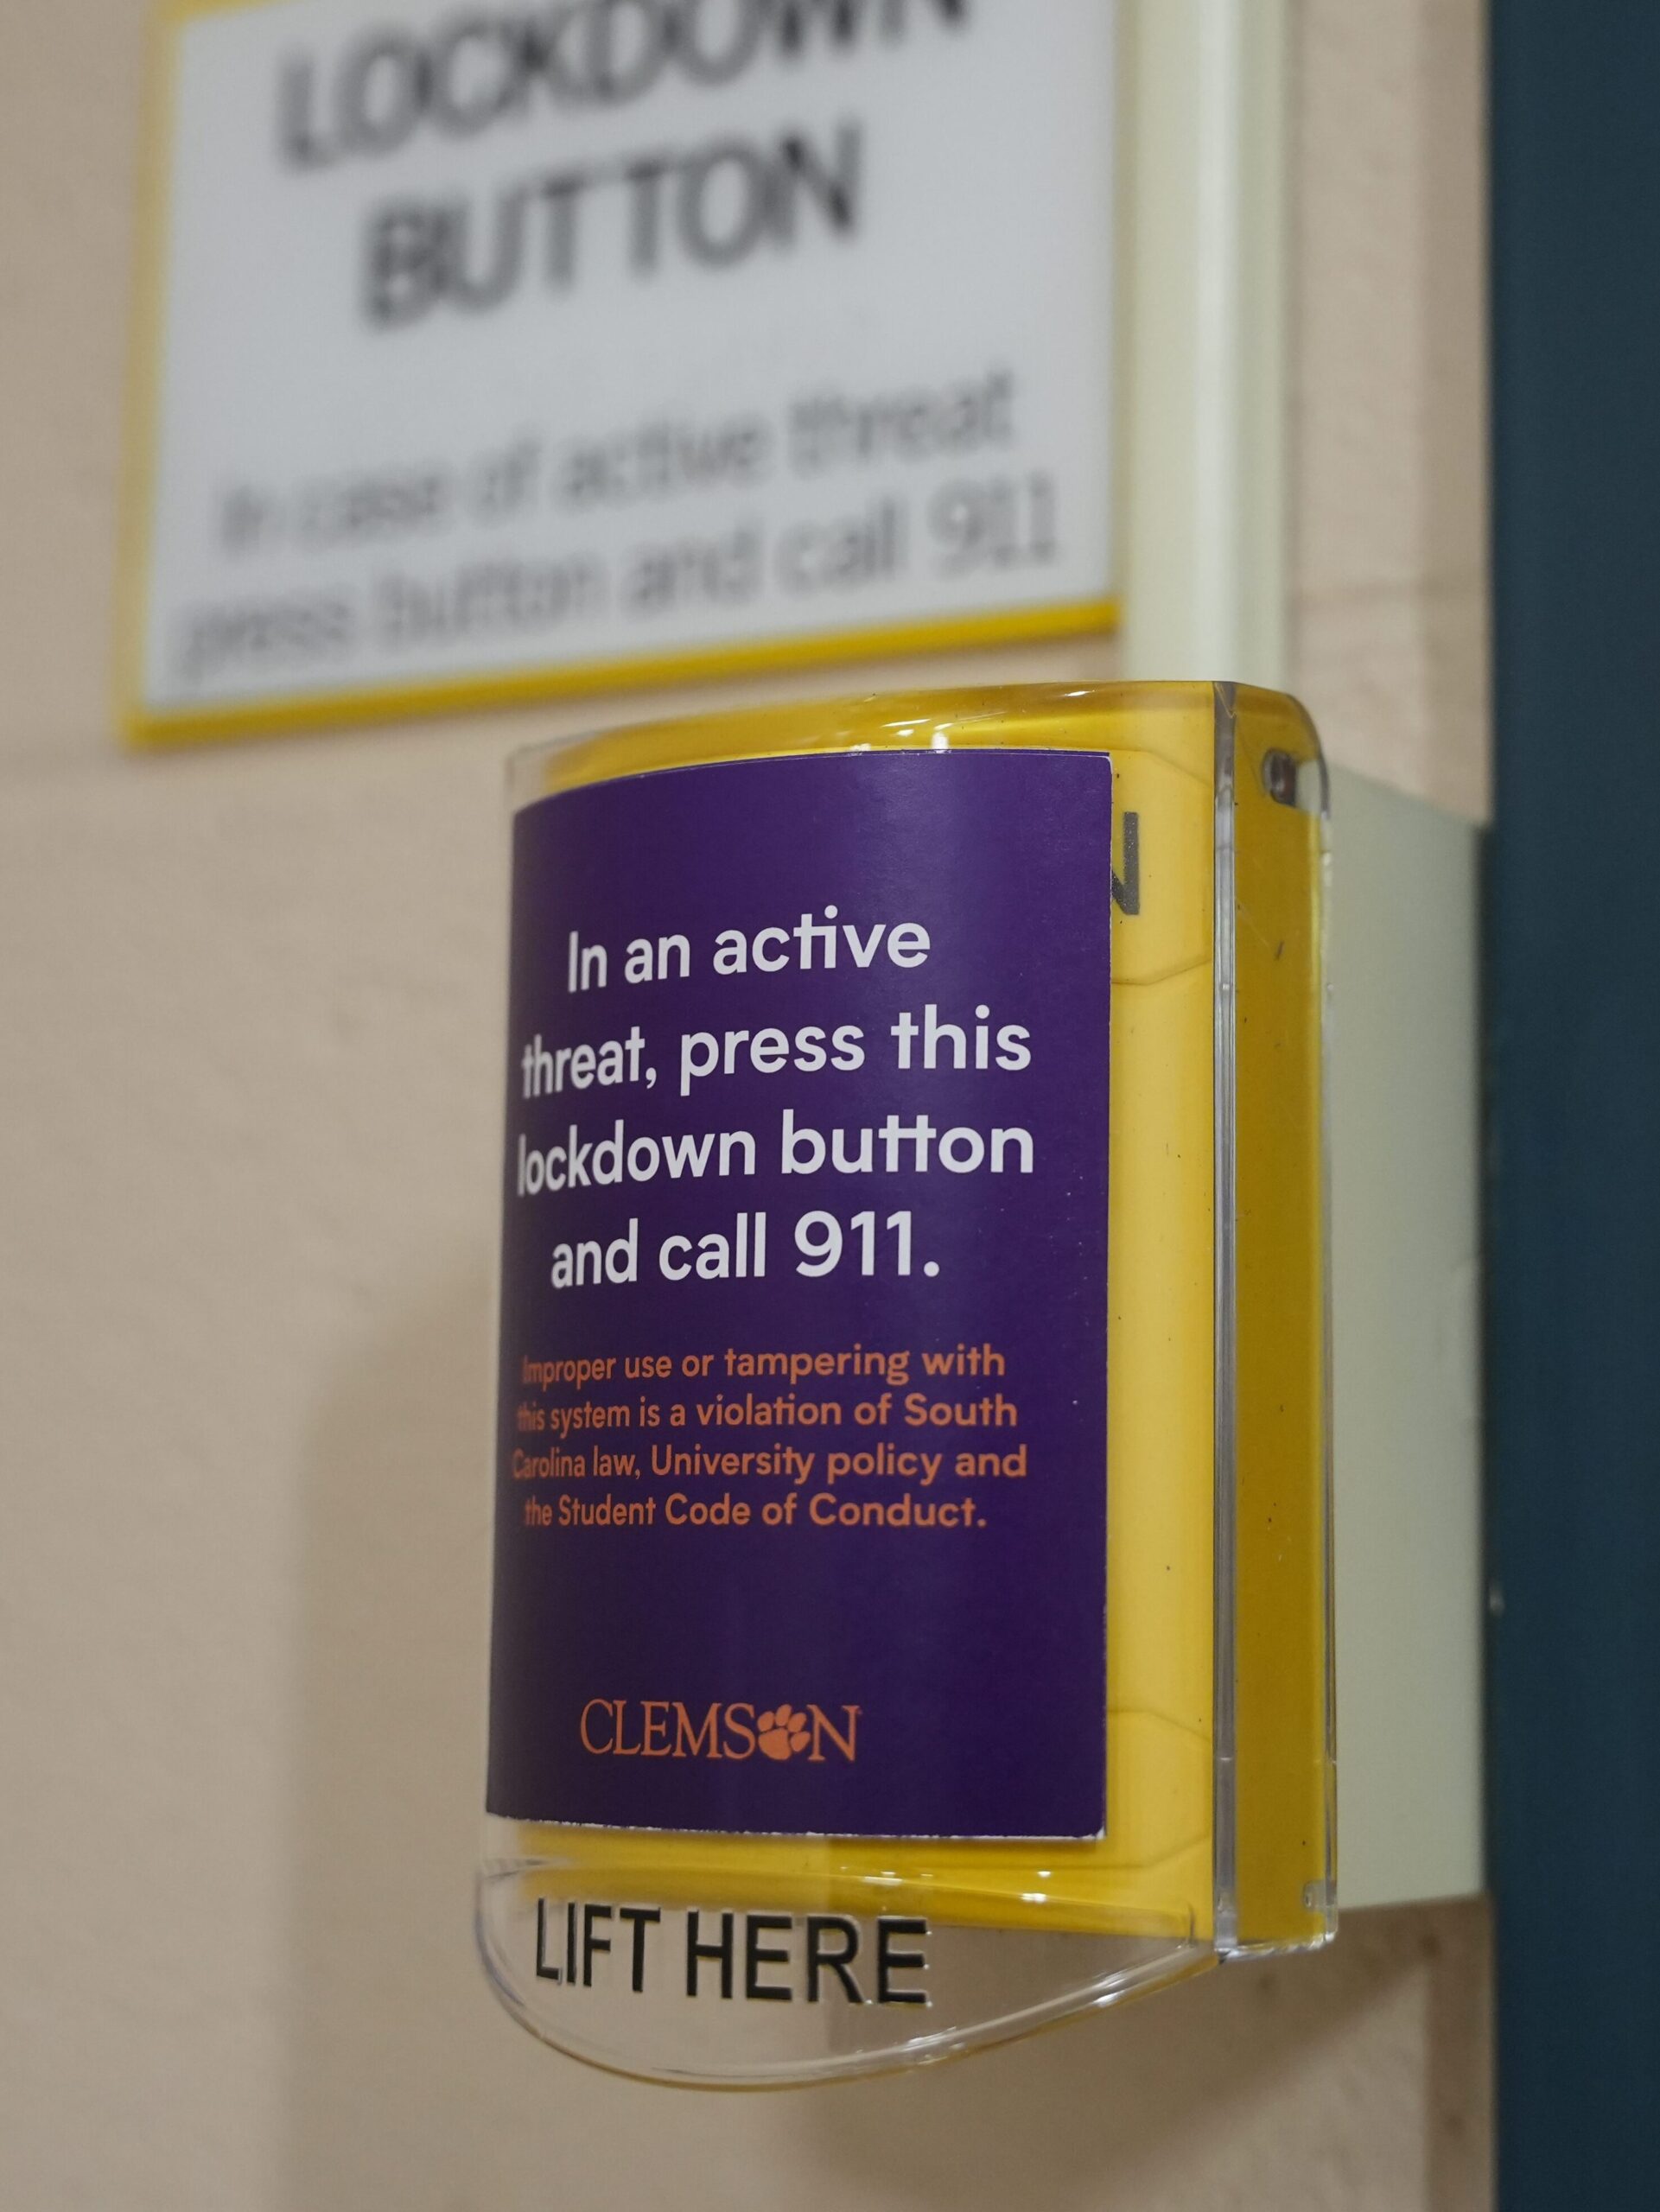 LOCKDOWN
BUTTON
In case of active threat
press button and call 911
N
In an active
threat, press this
lockdown button
and call 911.
Improper use or tampering with
this system is a violation of South
Carolina law, University policy and
the Student Code of Conduct.
CLEMSON
LIFT HERE